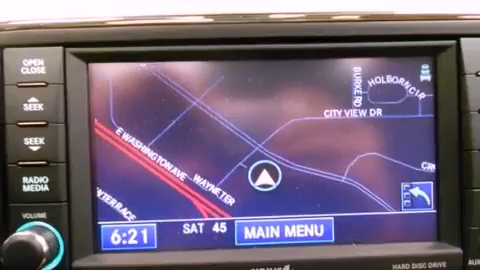 OPEN
CLOSE
SEEK
SEEK
RADIO
MEDIA
VOLUME
BURKE RD
HOLBORN CIR
CITY VIEW DR
E WASHINGTON AVE
WAYNE TER
6:21
SAT 45
MAIN MENU
HARD DISC DRIVE